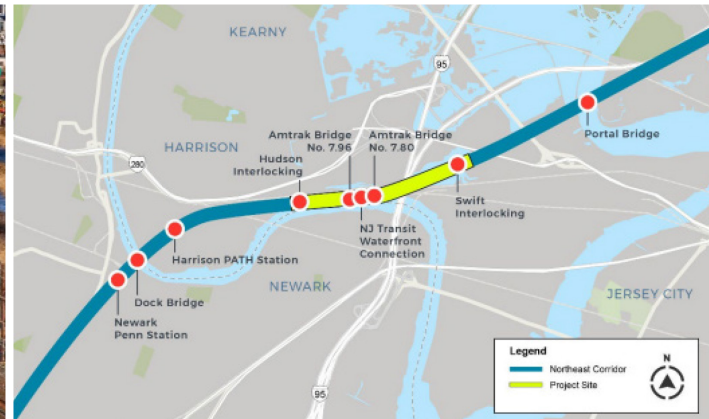 KEARNY
95
Amtrak Bridge
No. 7.96
Amtrak Bridge
No. 7.80
Portal Bridge
HARRISON
280
Hudson
Interlocking
Swift
Interlocking
NJ Transit
Waterfront
Connection
Harrison PATH Station
NEWARK
Dock Bridge
JERSEY CITY
Newark
Penn Station
95
Legend
Northeast Corridor
Project Site
N